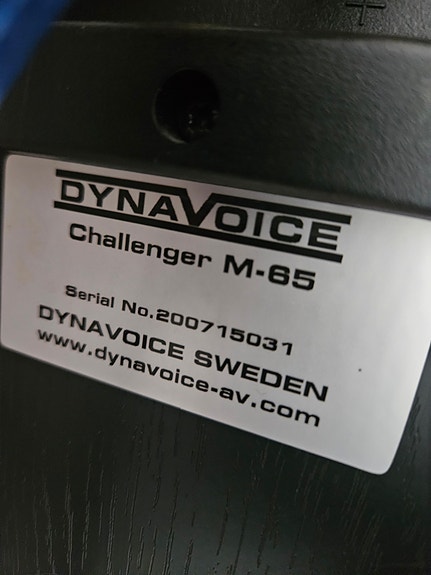 DYNAVOICE
Challenger M-65
Serial No.200715031
DYNAVOICE SWEDEN
www.dynavoice-av.com
+